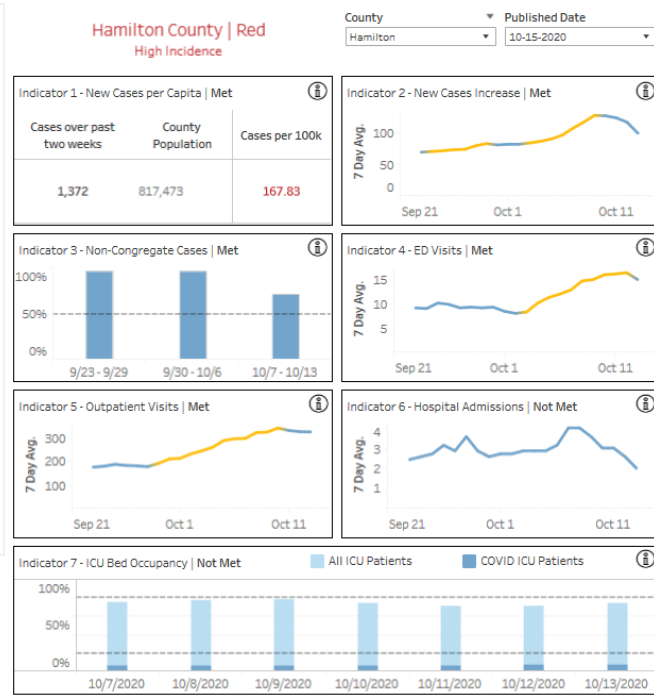 Hamilton County | Red
High Incidence
County
Hamilton
Published Date
10-15-2020
Indicator 1 - New Cases per Capita | Met
Cases over past two weeks
County Population
Cases per 100k
1,372
817,473
167.83
Indicator 2 - New Cases Increase | Met
7 Day Avg.
100
50
0
Sep 21
Oct 1
Oct 11
Indicator 3 - Non-Congregate Cases | Met
100%
50%
0%
9/23 - 9/29
9/30 - 10/6
10/7 - 10/13
Indicator 4 - ED Visits | Met
7 Day Avg.
15
10
5
Sep 21
Oct 1
Oct 11
Indicator 5 - Outpatient Visits | Met
7 Day Avg.
300
200
100
Sep 21
Oct 1
Oct 11
Indicator 6 - Hospital Admissions | Not Met
7 Day Avg.
4
3
2
1
Sep 21
Oct 1
Oct 11
Indicator 7 - ICU Bed Occupancy | Not Met
All ICU Patients
COVID ICU Patients
100%
50%
0%
10/7/2020
10/8/2020
10/9/2020
10/10/2020
10/11/2020
10/12/2020
10/13/2020